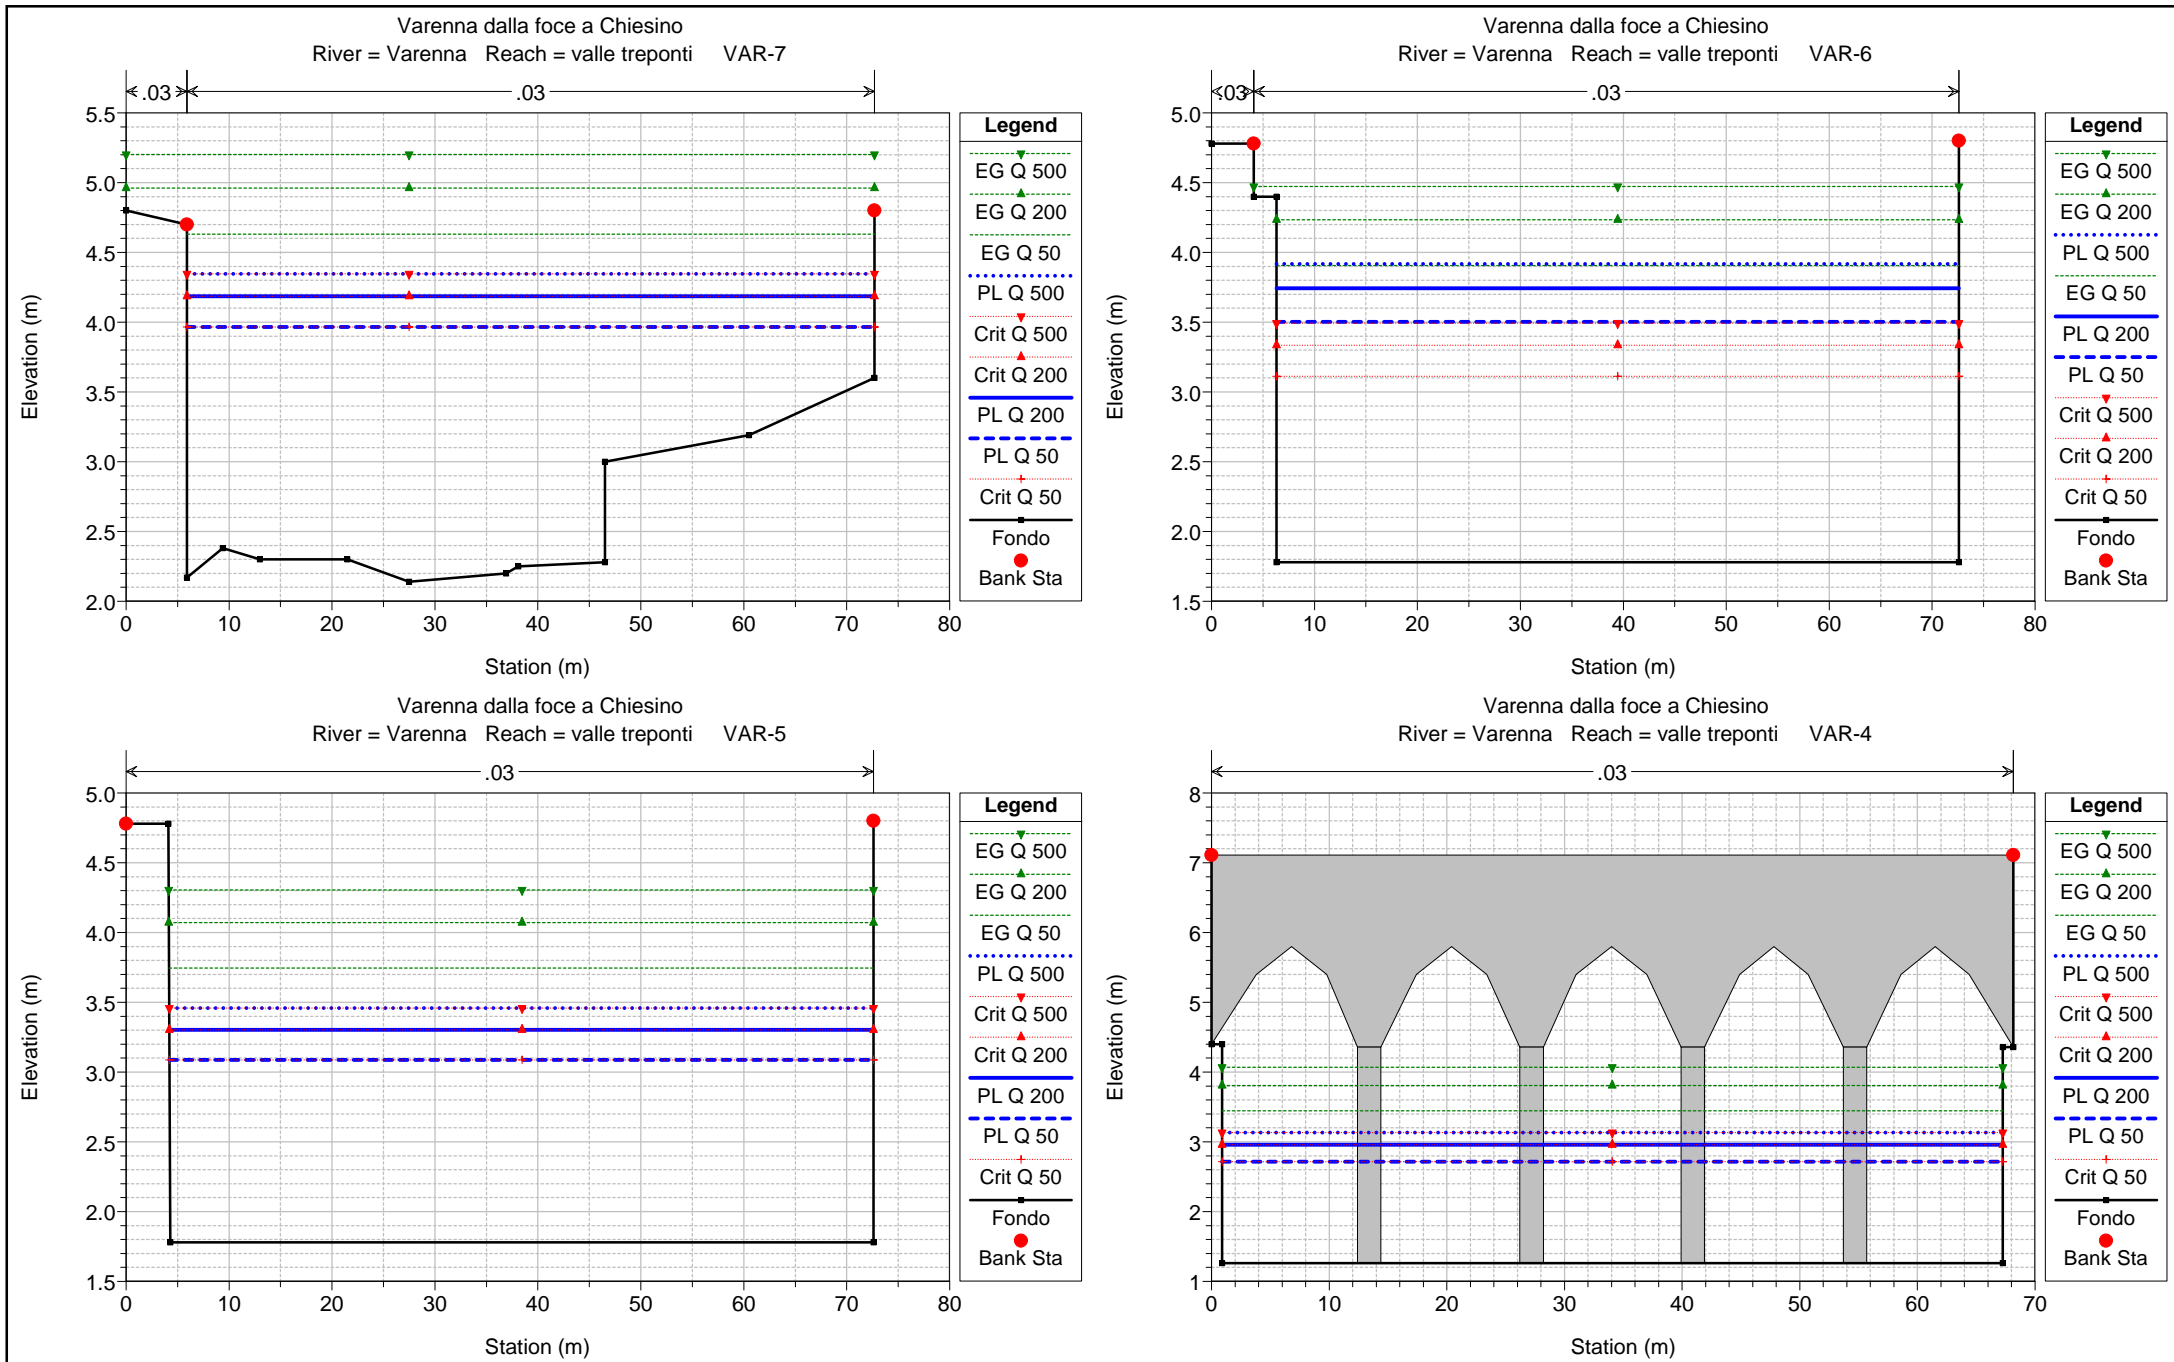 Varenna dalla foce a Chiesino
River = Varenna Reach = valle treponti VAR-7
.03 .03
5.5
5.0
4.5
4.0
3.5
3.0
2.5
2.0
Elevation (m)
0 10 20 30 40 50 60 70 80
Station (m)
Legend
EG Q 500
EG Q 200
EG Q 50
PL Q 500
Crit Q 500
Crit Q 200
PL Q 200
PL Q 50
Crit Q 50
Fondo
Bank Sta
Varenna dalla foce a Chiesino
River = Varenna Reach = valle treponti VAR-6
.03 .03
5.0
4.5
4.0
3.5
3.0
2.5
2.0
1.5
Elevation (m)
0 10 20 30 40 50 60 70 80
Station (m)
Legend
EG Q 500
EG Q 200
PL Q 500
EG Q 50
PL Q 200
PL Q 50
Crit Q 500
Crit Q 200
Crit Q 50
Fondo
Bank Sta
Varenna dalla foce a Chiesino
River = Varenna Reach = valle treponti VAR-5
.03
5.0
4.5
4.0
3.5
3.0
2.5
2.0
1.5
Elevation (m)
0 10 20 30 40 50 60 70 80
Station (m)
Legend
EG Q 500
EG Q 200
EG Q 50
PL Q 500
Crit Q 500
Crit Q 200
PL Q 200
PL Q 50
Crit Q 50
Fondo
Bank Sta
Varenna dalla foce a Chiesino
River = Varenna Reach = valle treponti VAR-4
.03
8
7
6
5
4
3
2
1
Elevation (m)
0 10 20 30 40 50 60 70
Station (m)
Legend
EG Q 500
EG Q 200
EG Q 50
PL Q 500
Crit Q 500
Crit Q 200
PL Q 200
PL Q 50
Crit Q 50
Fondo
Bank Sta